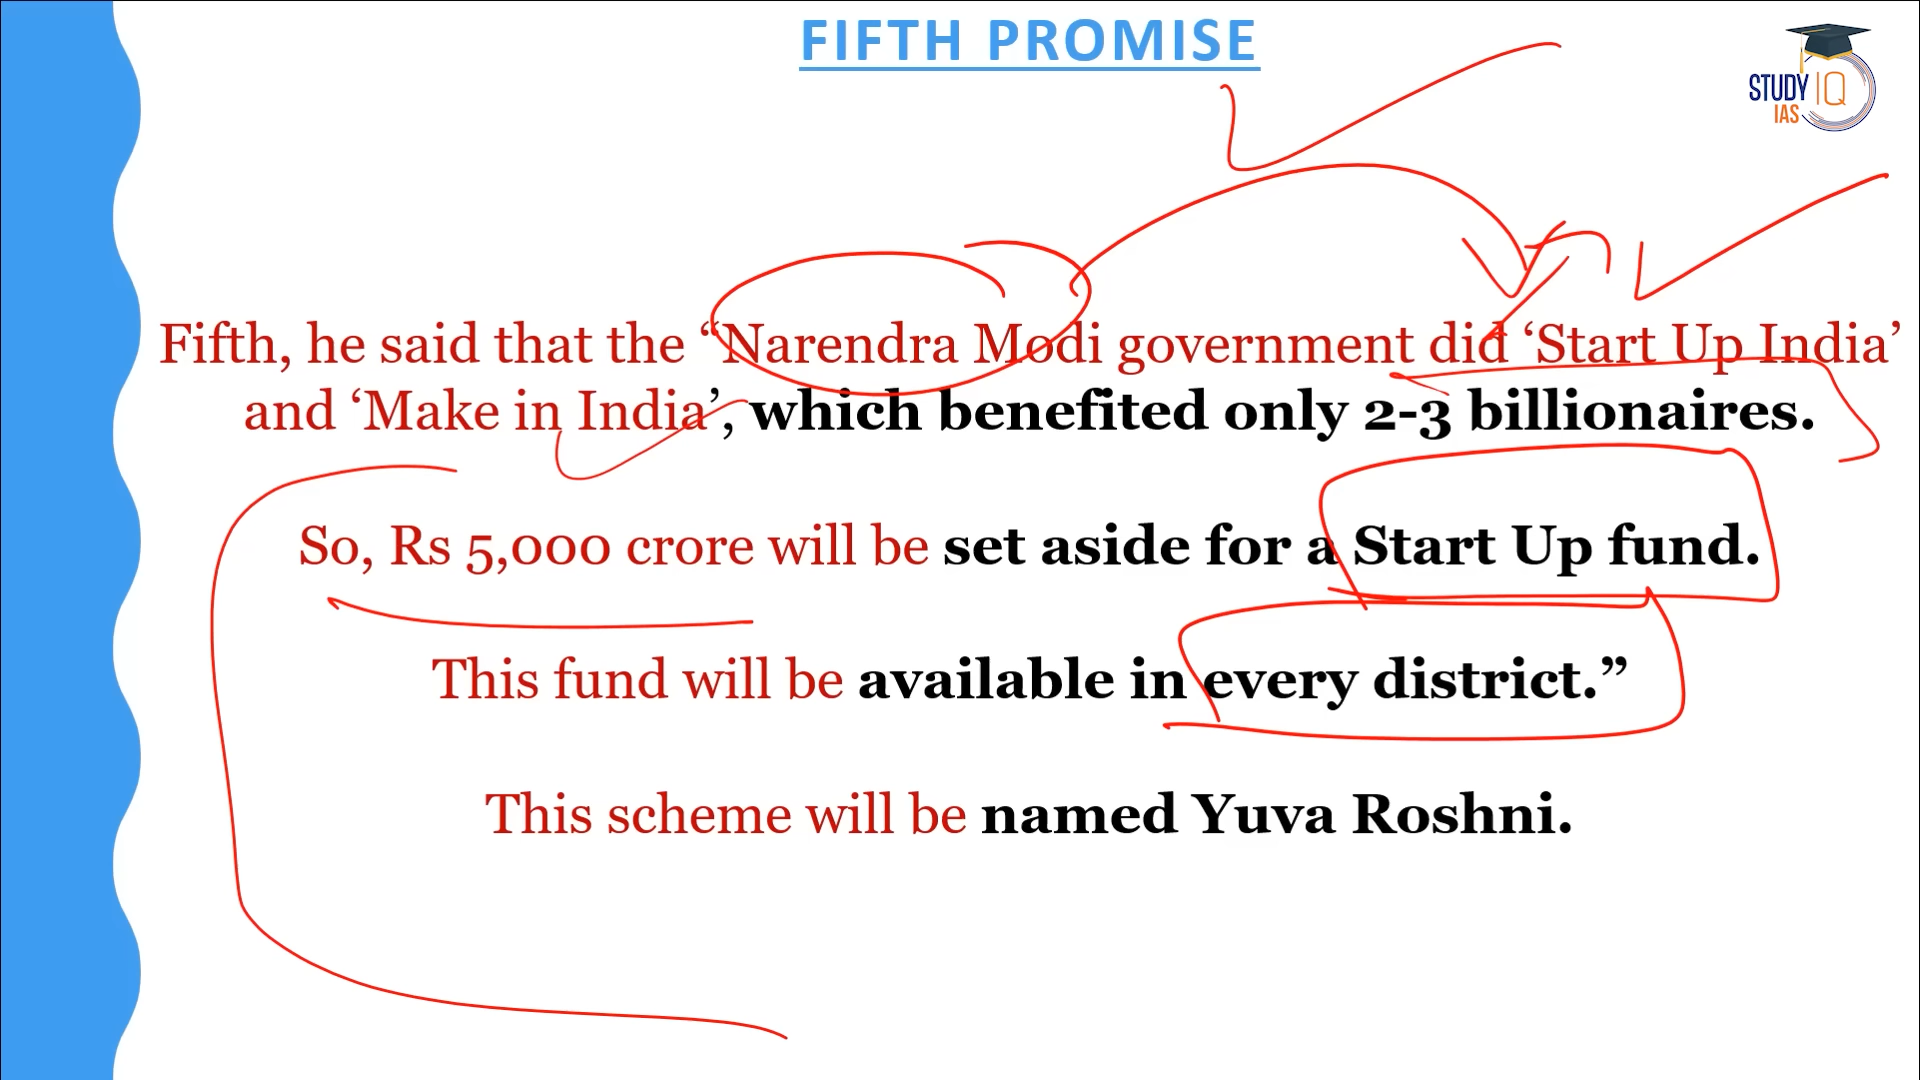 FIFTH PROMISE
STUDY IQ
IAS
Fifth, he said that the “Narendra Modi government did ‘Start Up India’
and ‘Make in India’, which benefited only 2-3 billionaires.
So, Rs 5,000 crore will be set aside for a Start Up fund.
This fund will be available in every district.”
This scheme will be named Yuva Roshni.